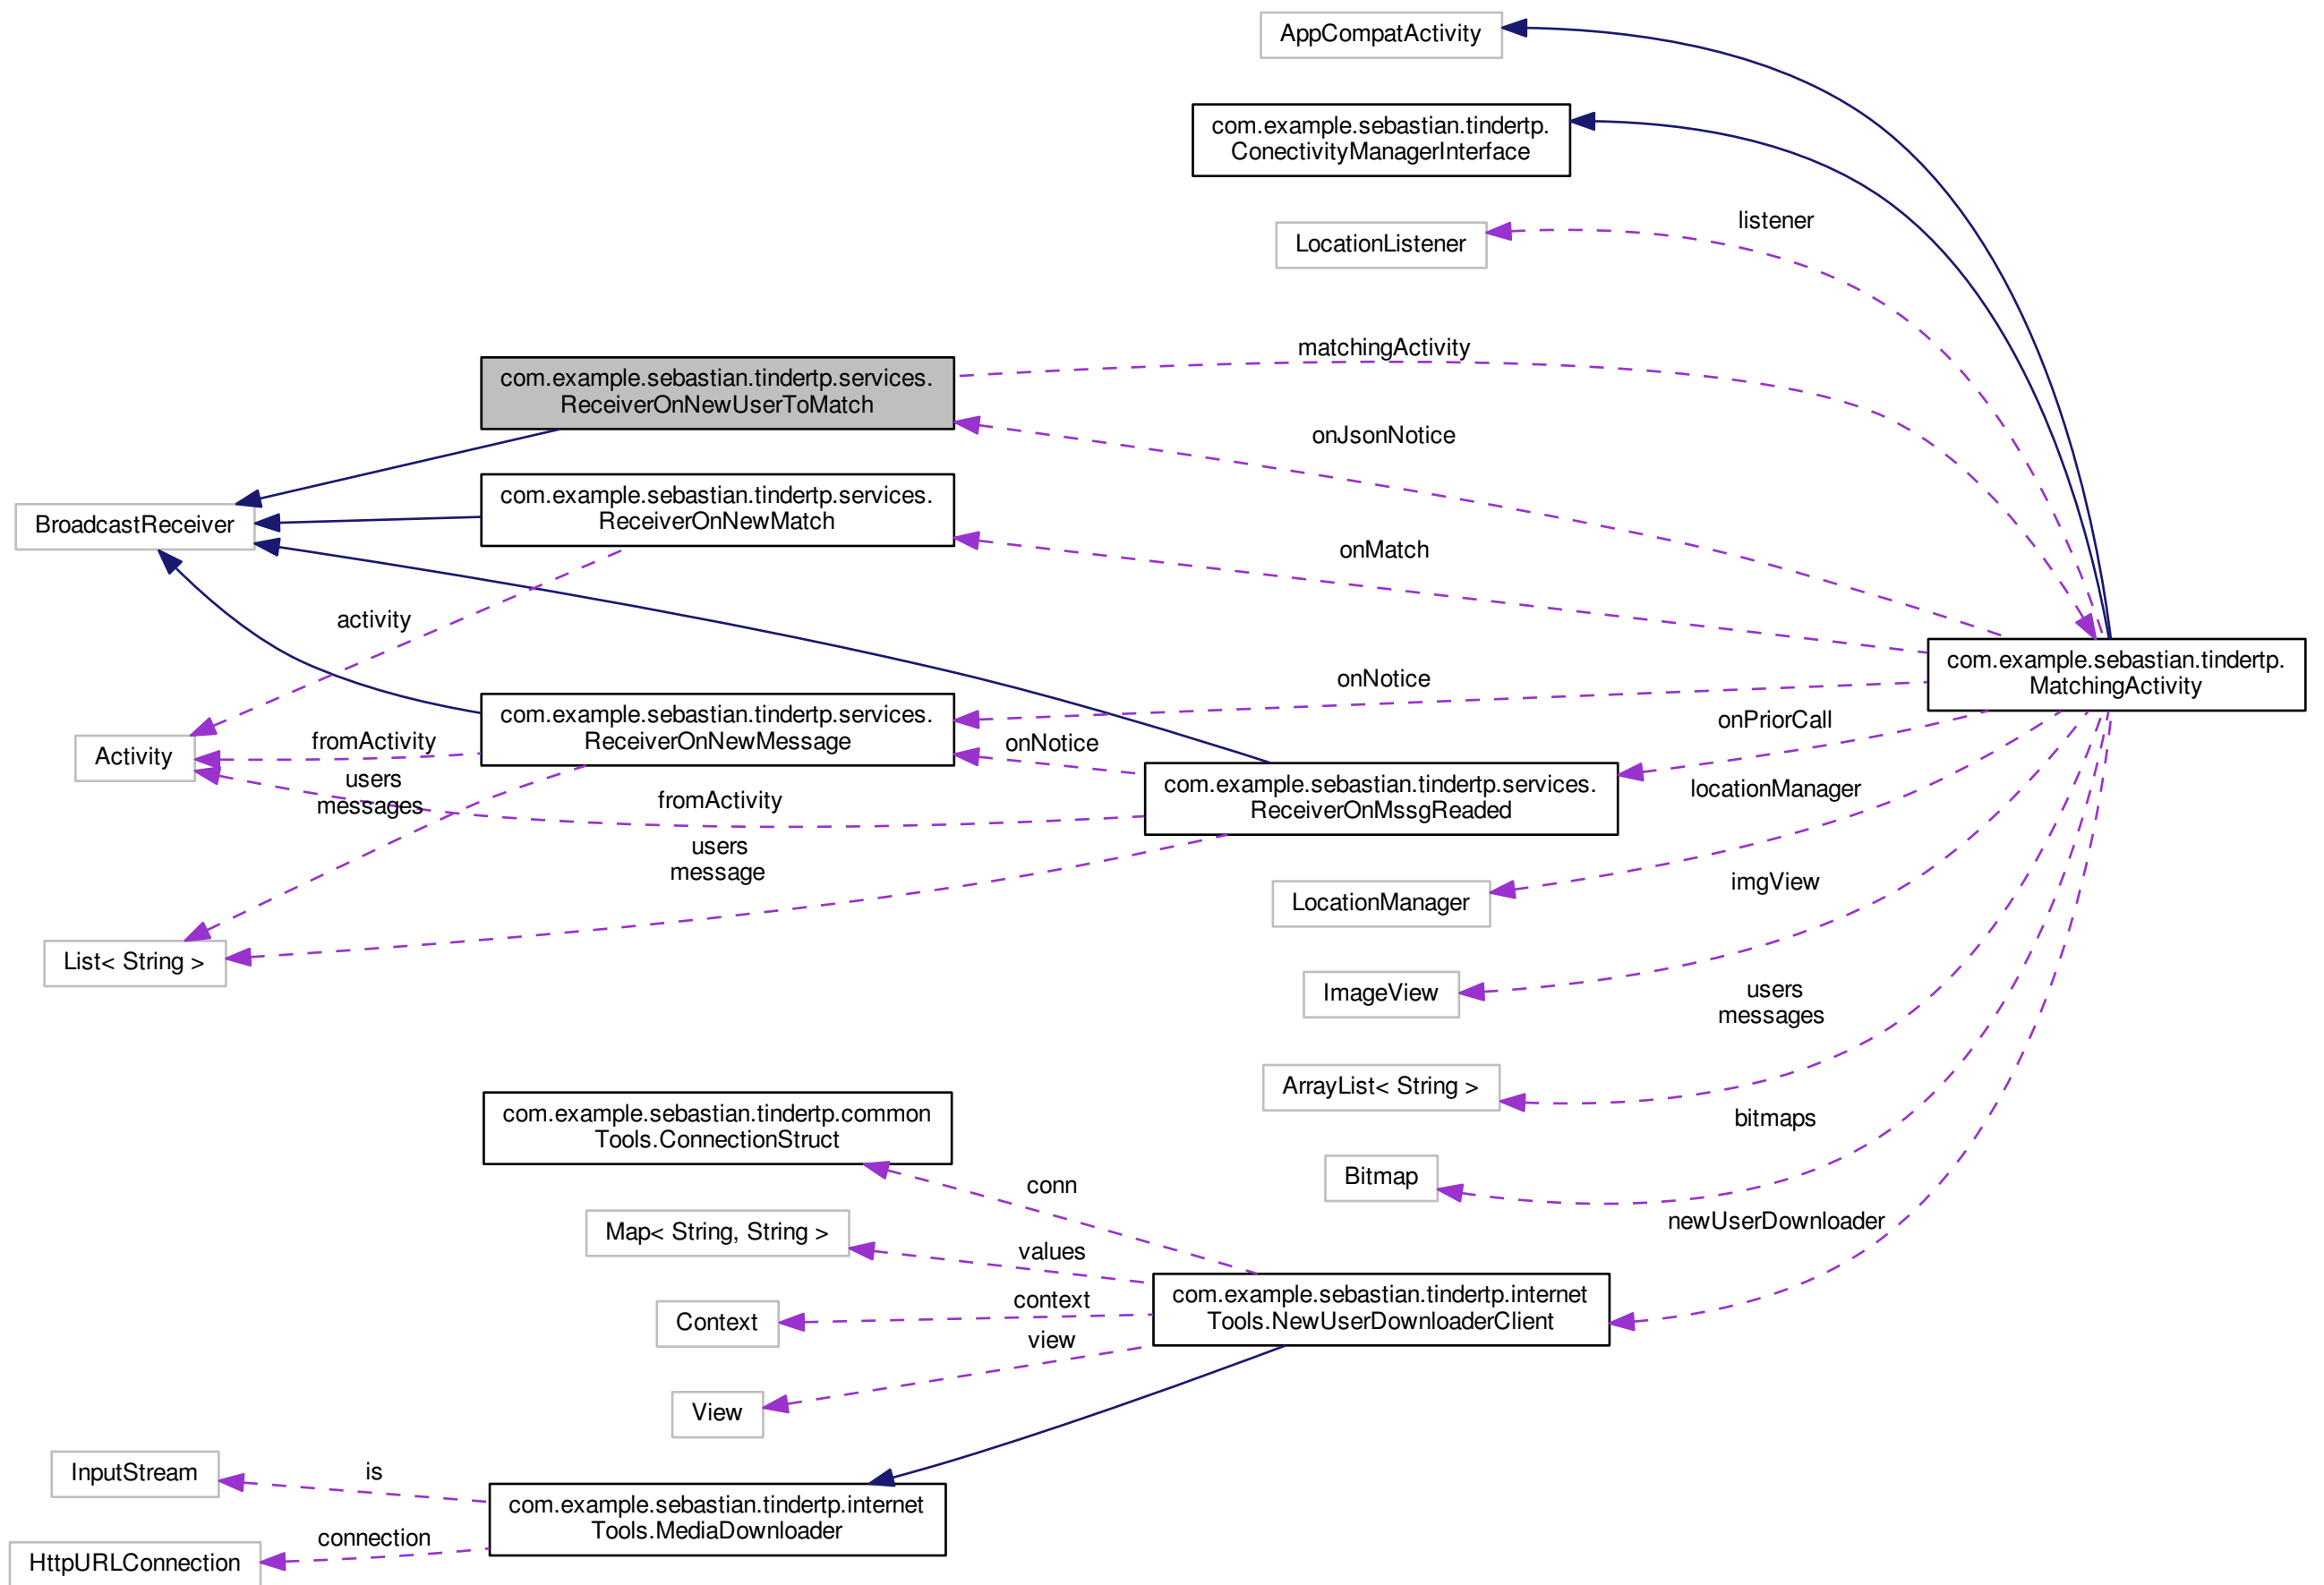 AppCompatActivity
com.example.sebastian.tindertp.
ConectivityManagerInterface
listener
LocationListener
matchingActivity
com.example.sebastian.tindertp.services.
ReceiverOnNewUserToMatch
onJsonNotice
com.example.sebastian.tindertp.services.
ReceiverOnNewMatch
BroadcastReceiver
onMatch
activity
com.example.sebastian.tindertp.
MatchingActivity
onNotice
com.example.sebastian.tindertp.services.
ReceiverOnNewMessage
onPriorCall
fromActivity
onNotice
Activity
users
messages
com.example.sebastian.tindertp.services.
ReceiverOnMssgReaded
locationManager
fromActivity
users
message
imgView
LocationManager
List< String >
ImageView
users
messages
ArrayList< String >
com.example.sebastian.tindertp.common
Tools.ConnectionStruct
bitmaps
Bitmap
conn
newUserDownloader
Map< String, String >
values
com.example.sebastian.tindertp.internet
Tools.NewUserDownloaderClient
context
Context
view
View
InputStream
is
com.example.sebastian.tindertp.internet
Tools.MediaDownloader
connection
HttpURLConnection